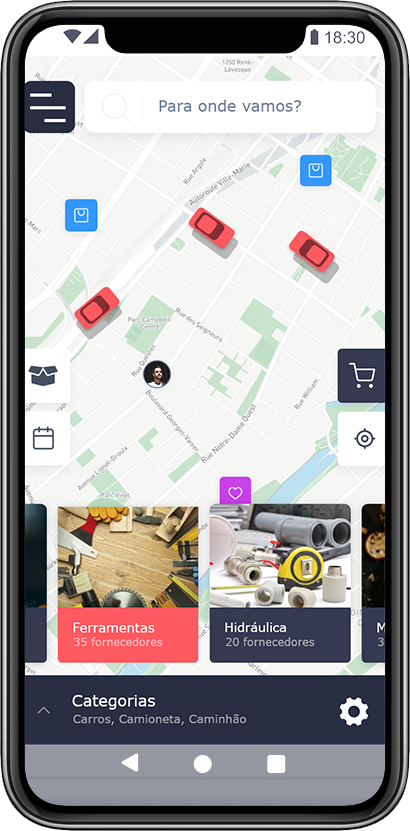 18:30
1250 René-
Lévesque
Para onde vamos?
Rue Argyle
Autoroute Ville-Marie
Parc Campbell-
Centre
Rue des Seigneurs
Rue Quesnel
Boulevard Georges-Vanier
Rue William
Rue Notre-Dame Ouest
Avenue Lionel-Groulx
Parc Vinet
Ferramentas
35 fornecedores
Hidráulica
20 fornecedores
M
3
Categorias
Carros, Camioneta, Caminhão